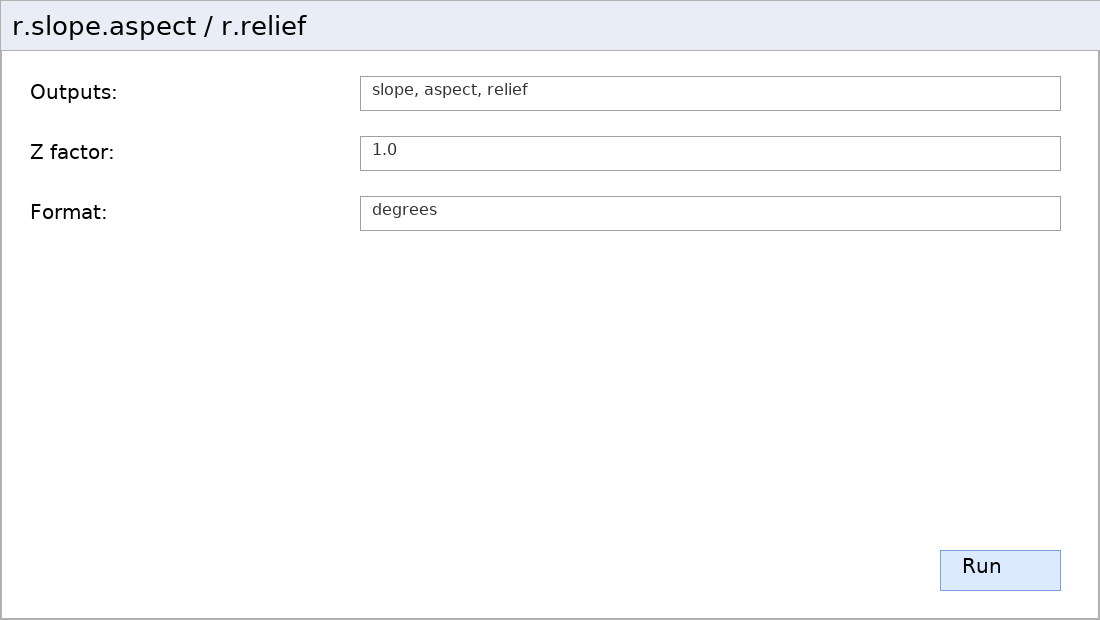 r.slope.aspect / r.relief
Outputs: slope, aspect, relief
Z factor: 1.0
Format: degrees
Run